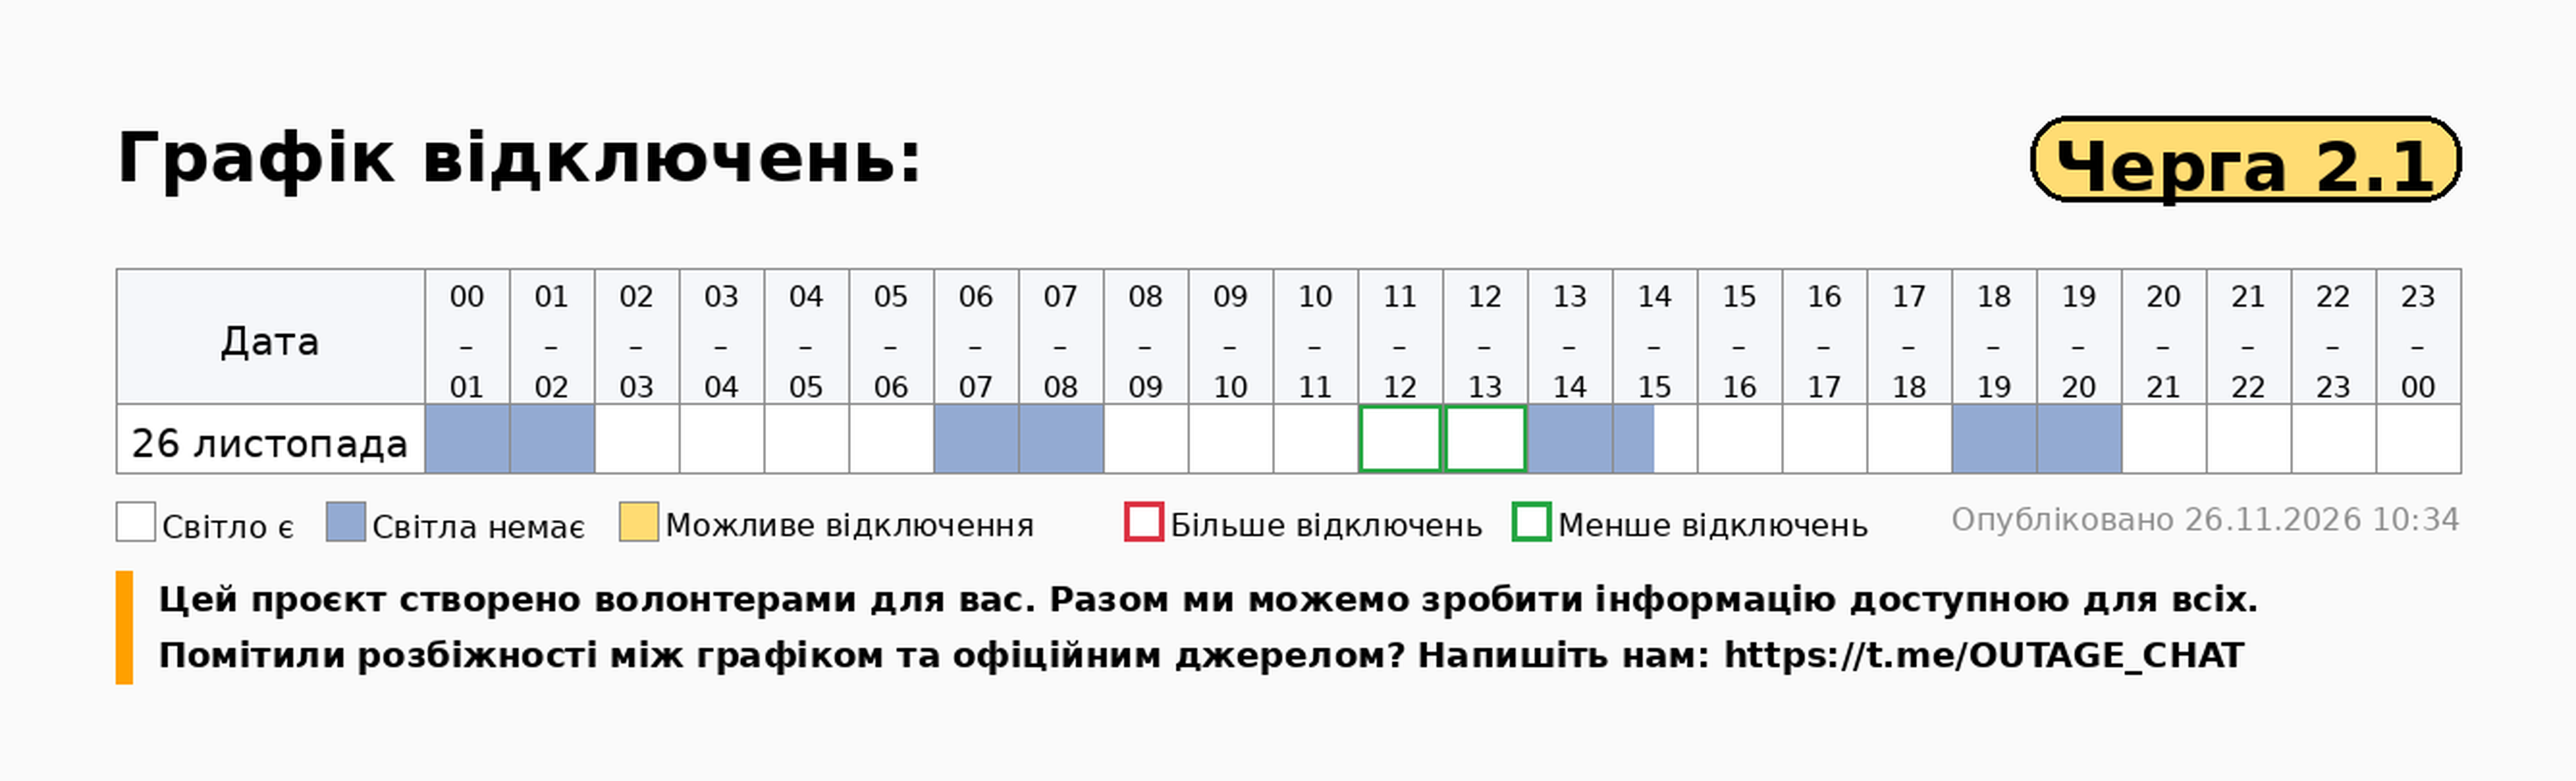 Графік відключень:
Черга 2.1
Дата
00 – 01
01 – 02
02 – 03
03 – 04
04 – 05
05 – 06
06 – 07
07 – 08
08 – 09
09 – 10
10 – 11
11 – 12
12 – 13
13 – 14
14 – 15
15 – 16
16 – 17
17 – 18
18 – 19
19 – 20
20 – 21
21 – 22
22 – 23
23 – 00
26 листопада
Світло є
Світла немає
Можливе відключення
Більше відключень
Менше відключень
Опубліковано 26.11.2026 10:34
Цей проєкт створено волонтерами для вас. Разом ми можемо зробити інформацію доступною для всіх.
Помітили розбіжності між графіком та офіційним джерелом? Напишіть нам: https://t.me/OUTAGE_CHAT